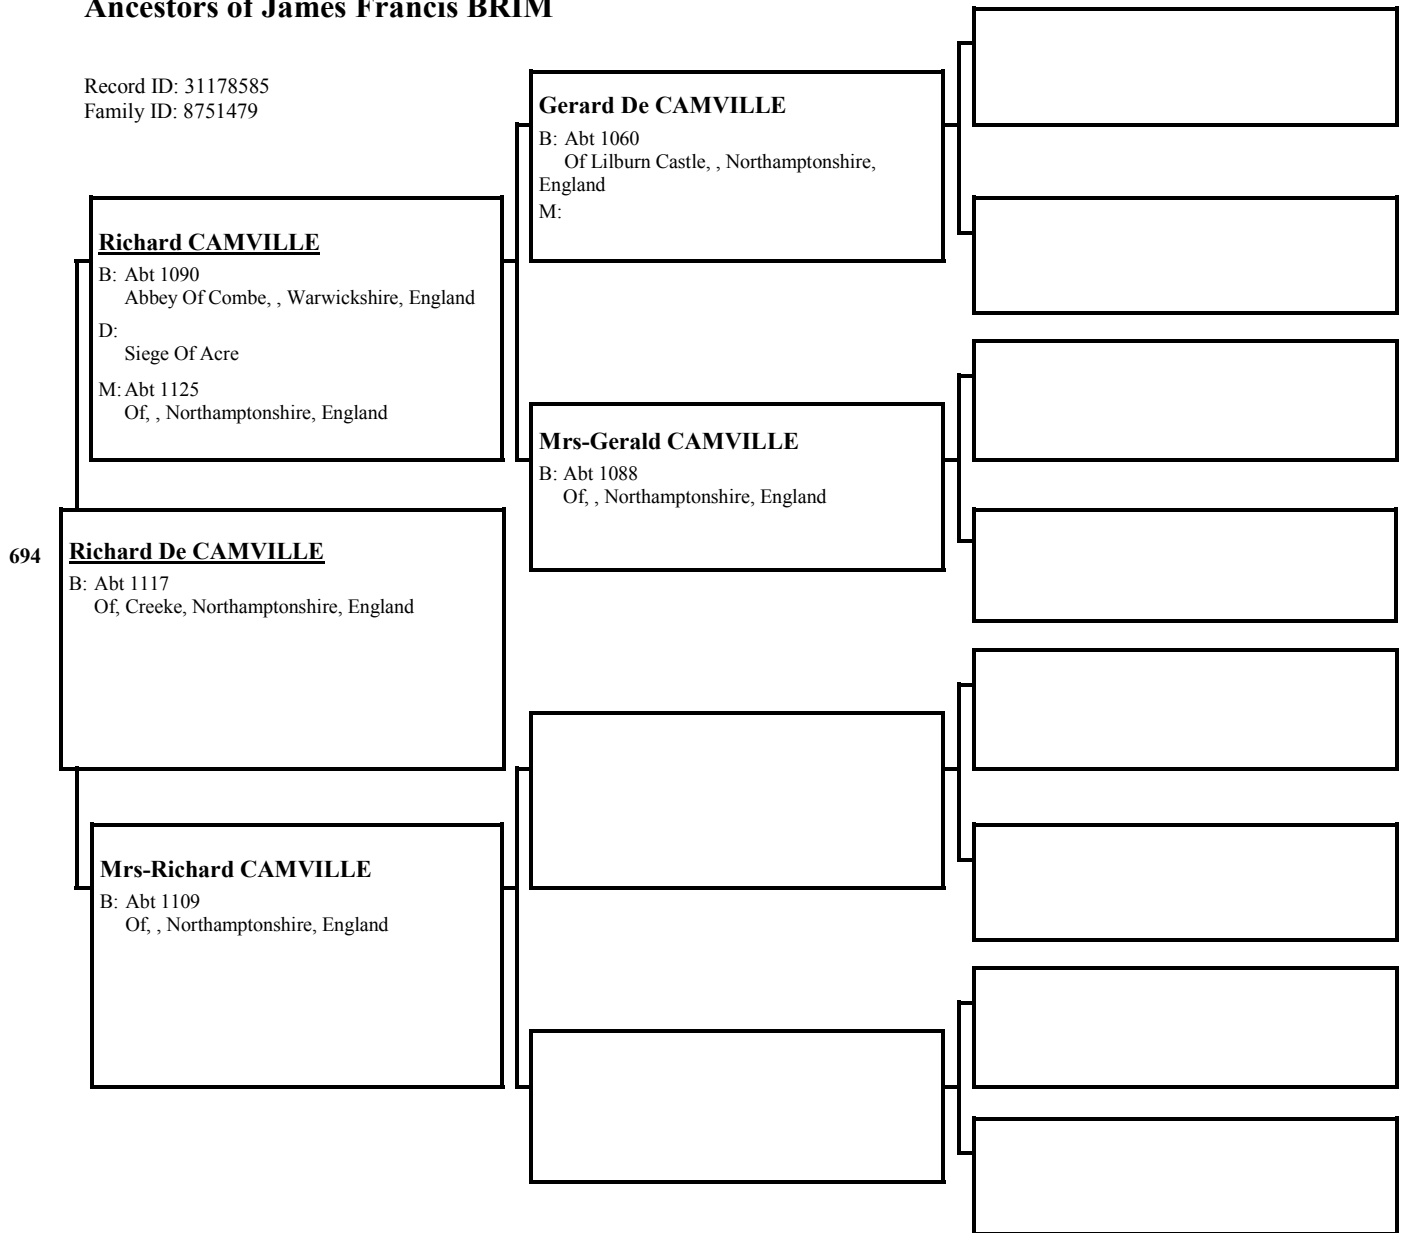 Ancestors of James Francis BRIM
Record ID: 31178585
Family ID: 8751479
Gerard De CAMVILLE
B: Abt 1060
Of Lilburn Castle, , Northamptonshire,
England
M:
Richard CAMVILLE
B: Abt 1090
Abbey Of Combe, , Warwickshire, England
D:
Siege Of Acre
M: Abt 1125
Of, , Northamptonshire, England
Mrs-Gerald CAMVILLE
B: Abt 1088
Of, , Northamptonshire, England
694
Richard De CAMVILLE
B: Abt 1117
Of, Creeke, Northamptonshire, England
Mrs-Richard CAMVILLE
B: Abt 1109
Of, , Northamptonshire, England